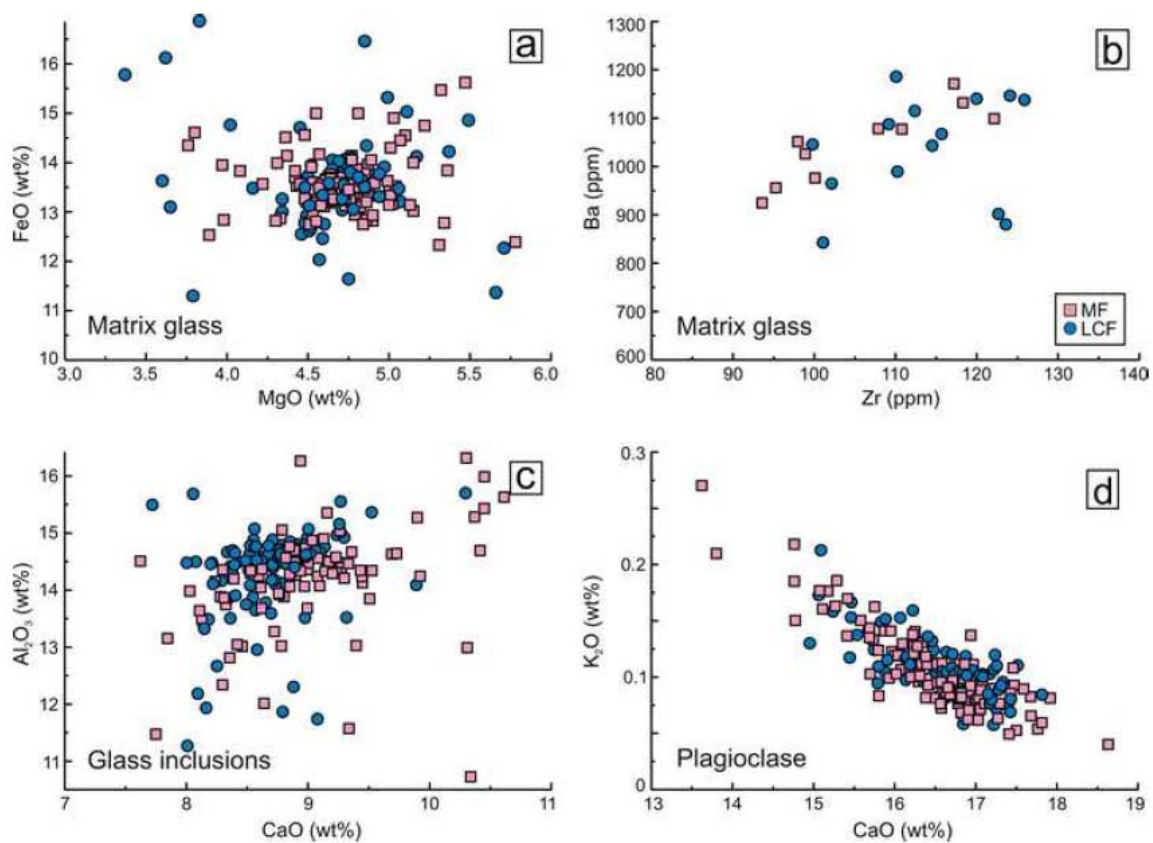 a
16
15
14
13
12
11
10
FeO (wt%)
3.0 3.5 4.0 4.5 5.0 5.5 6.0
MgO (wt%)
Matrix glass
b
1300
1200
1100
1000
900
800
700
600
Ba (ppm)
80 90 100 110 120 130 140
Zr (ppm)
Matrix glass
MF
LCF
c
16
15
14
13
12
11
Al₂O₃ (wt%)
7 8 9 10 11
CaO (wt%)
Glass inclusions
d
0.3
0.2
0.1
0
K₂O (wt%)
13 14 15 16 17 18 19
CaO (wt%)
Plagioclase